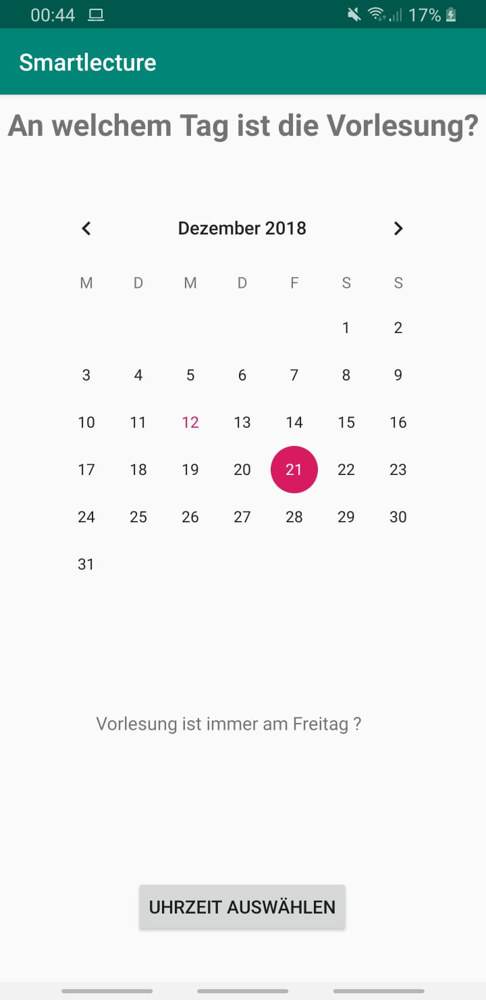 00:44 17%
Smartlecture
An welchem Tag ist die Vorlesung?
Dezember 2018
M D M D F S S
1 2
3 4 5 6 7 8 9
10 11 12 13 14 15 16
17 18 19 20 21 22 23
24 25 26 27 28 29 30
31
Vorlesung ist immer am Freitag ?
UHRZEIT AUSWÄHLEN